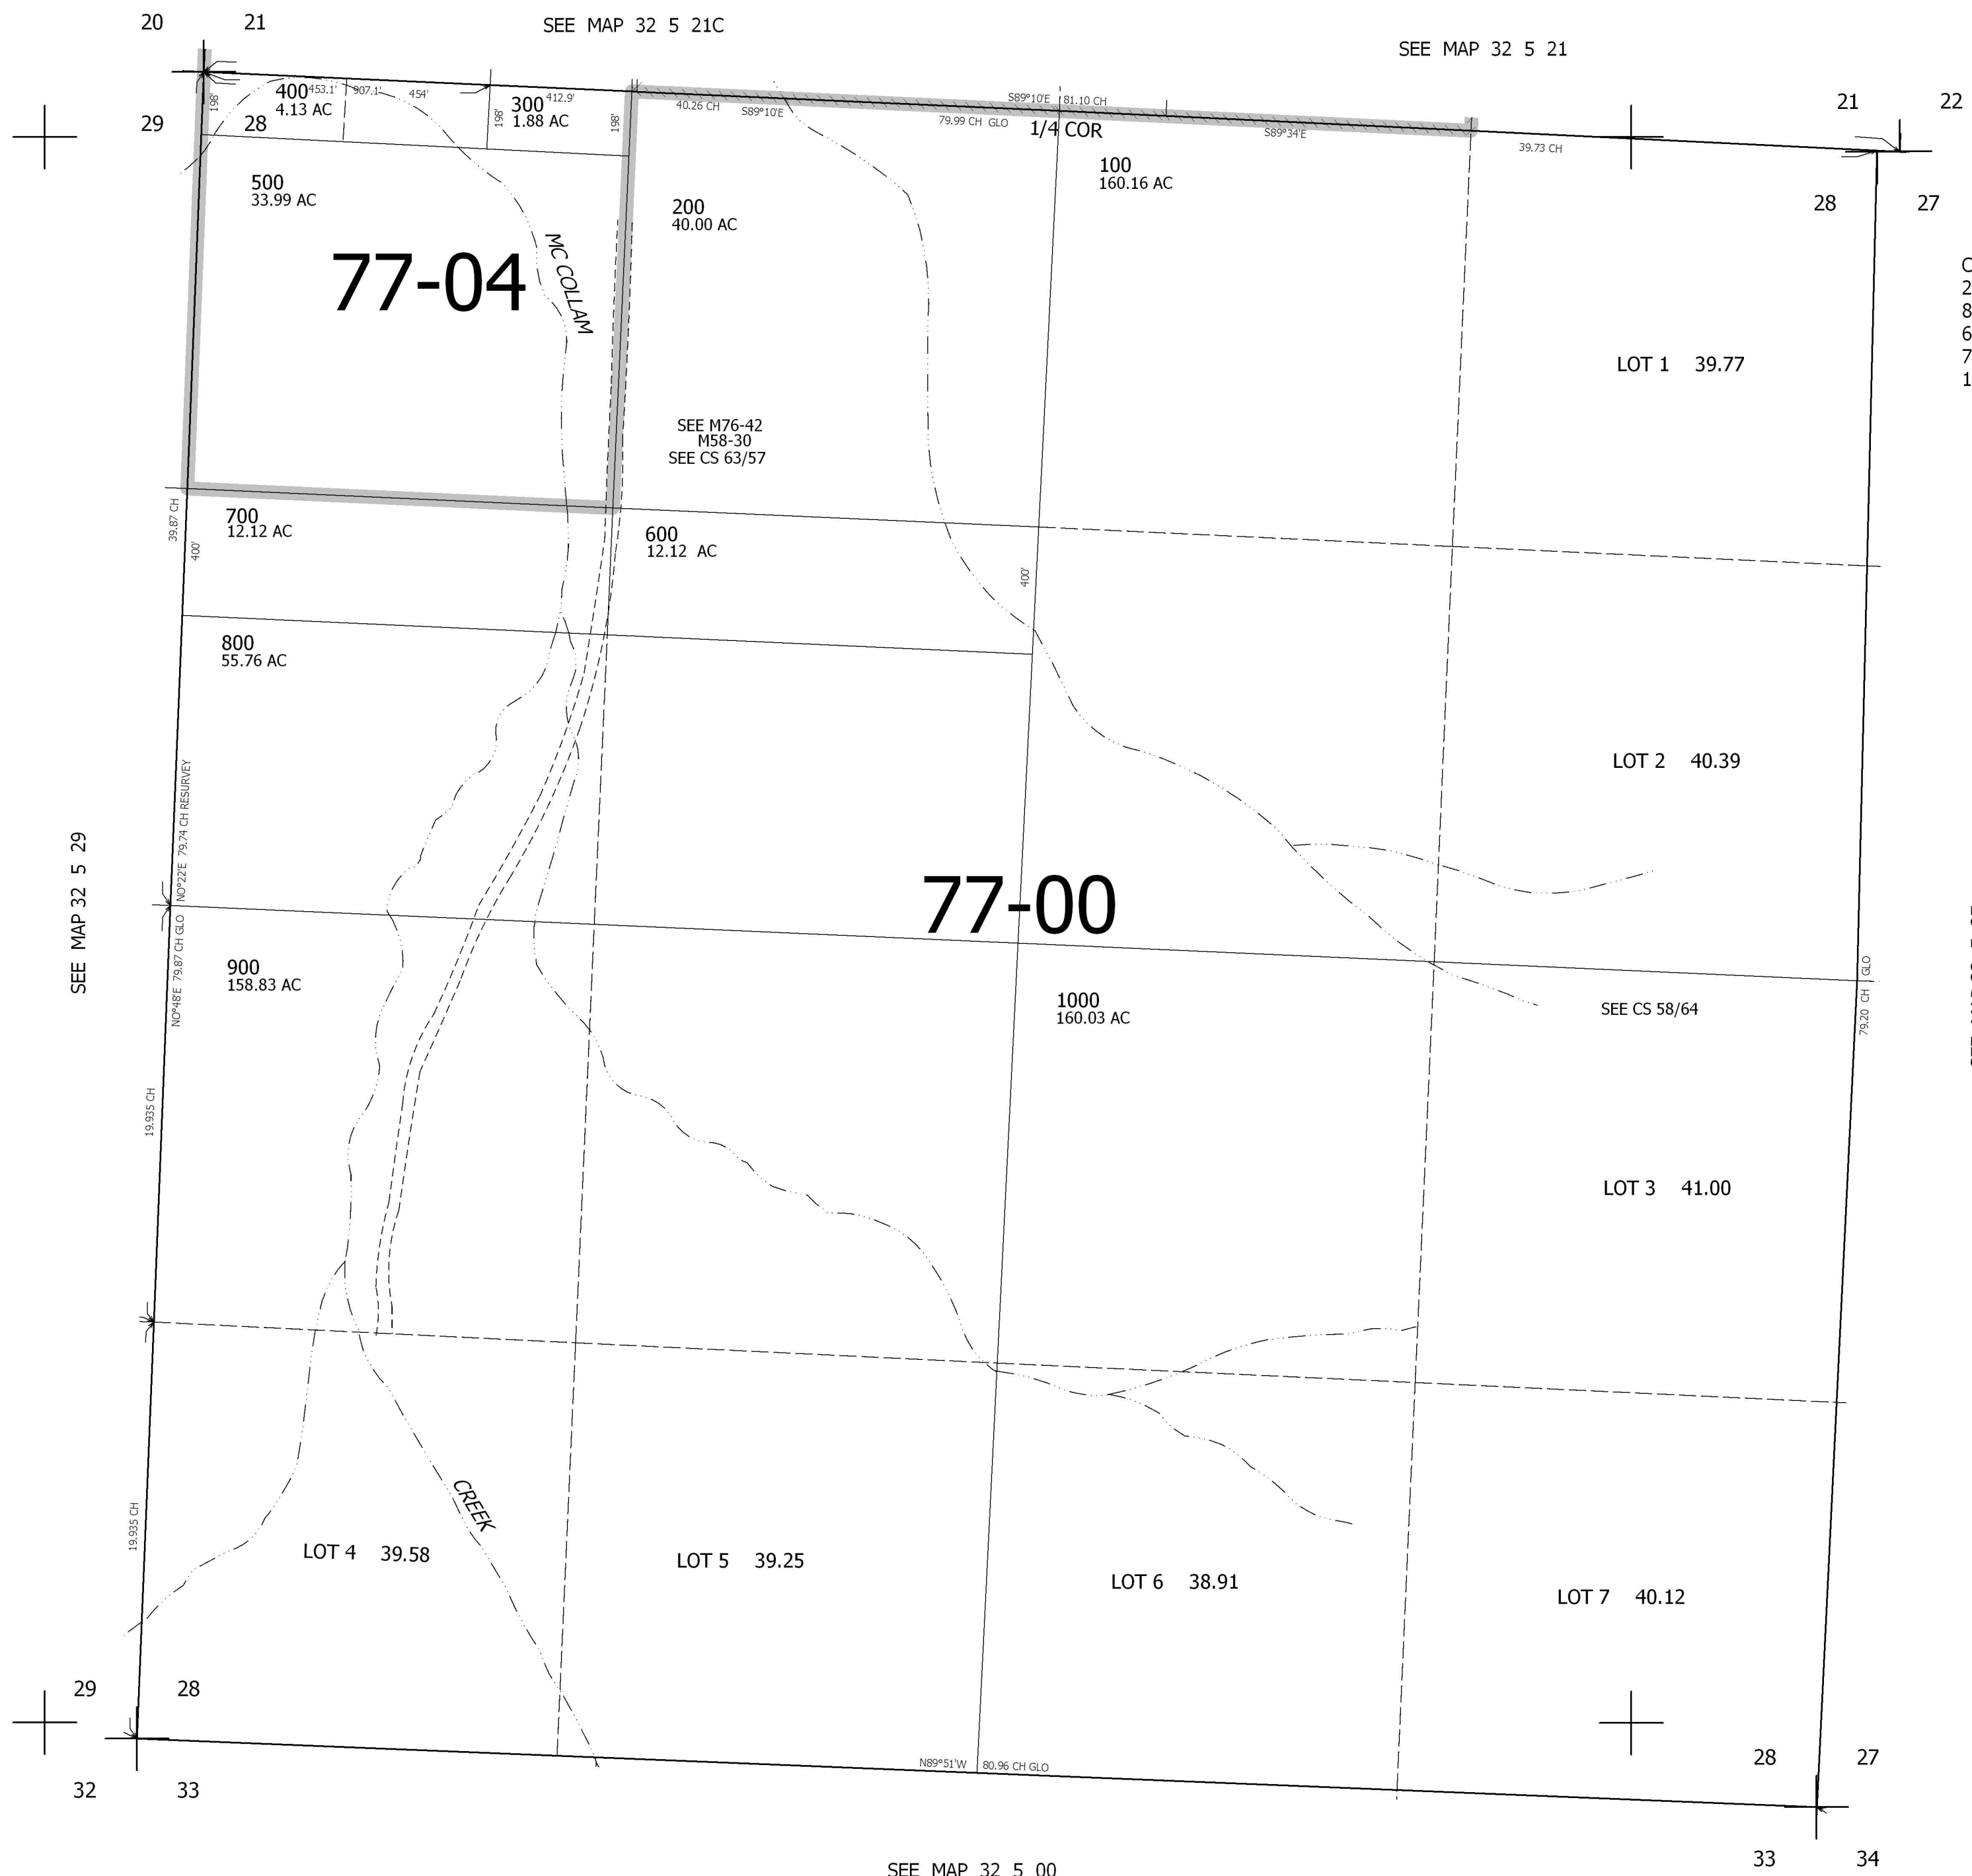 20 21
SEE MAP 32 5 21C
SEE MAP 32 5 21
21 22
29 28
28 27
198'
400 453.1' 907.1' 454'
4.13 AC
300 412.9'
1.88 AC
198'
198'
40.26 CH
S89°10'E
S89°10'E 81.10 CH
79.99 CH GLO
1/4 COR
S89°34'E
39.73 CH
100
160.16 AC
500
33.99 AC
200
40.00 AC
77-04
MC COLLAM
C
2
8
6
7
1
LOT 1 39.77
SEE M76-42
M58-30
SEE CS 63/57
39.87 CH
400'
700
12.12 AC
600
12.12 AC
400'
800
55.76 AC
LOT 2 40.39
NO°22'E 79.74 CH RESURVEY
NO°48'E 79.87 CH GLO
SEE MAP 32 5 29
77-00
900
158.83 AC
1000
160.03 AC
SEE CS 58/64
79.20 CH GLO
19.935 CH
LOT 3 41.00
19.935 CH
CREEK
LOT 4 39.58
LOT 5 39.25
LOT 6 38.91
LOT 7 40.12
29 28
N89°51'W 80.96 CH GLO
28 27
32 33
33 34
SEE MAP 32 5 00